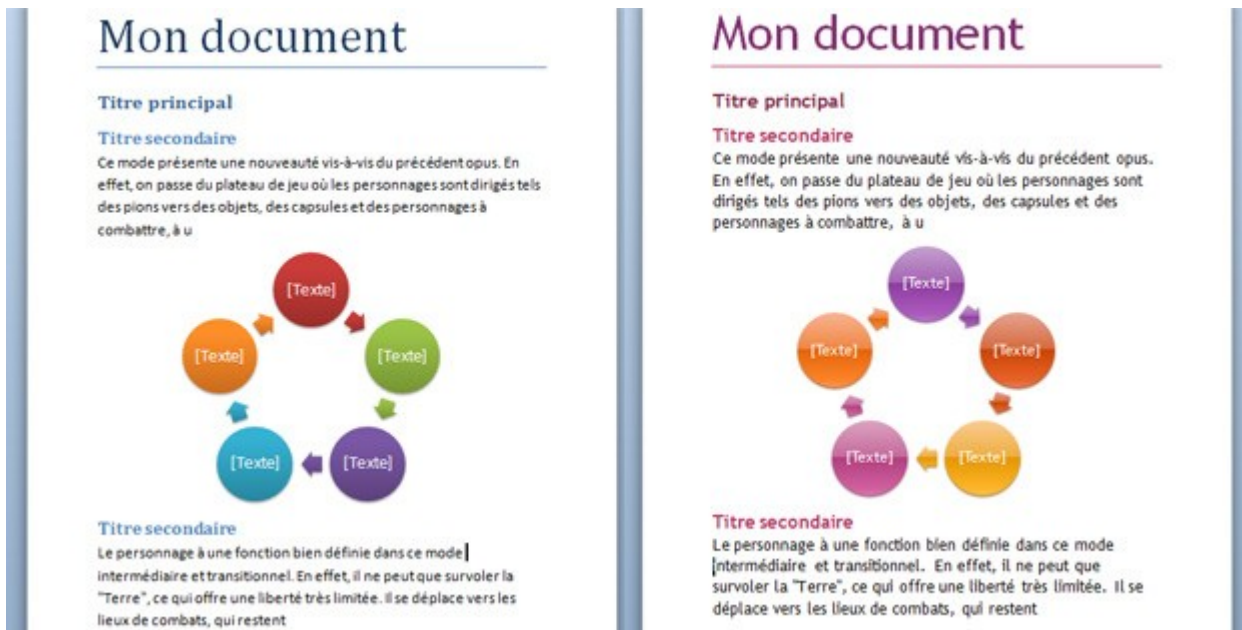 Mon document
Titre principal
Titre secondaire
Ce mode présente une nouveauté vis-à-vis du précédent opus. En
effet, on passe du plateau de jeu où les personnages sont dirigés tels
des pions vers des objets, des capsules et des personnages à
combattre, à u
[Texte]
[Texte]
[Texte]
[Texte]
[Texte]
Titre secondaire
Le personnage à une fonction bien définie dans ce mode
intermédiaire et transitionnel. En effet, il ne peut que survoler la
"Terre", ce qui offre une liberté très limitée. Il se déplace vers les
lieux de combats, qui restent
Mon document
Titre principal
Titre secondaire
Ce mode présente une nouveauté vis-à-vis du précédent opus.
En effet, on passe du plateau de jeu où les personnages sont
dirigés tels des pions vers des objets, des capsules et des
personnages à combattre, à u
[Texte]
[Texte]
[Texte]
[Texte]
[Texte]
Titre secondaire
Le personnage à une fonction bien définie dans ce mode
intermédiaire et transitionnel. En effet, il ne peut que
survoler la "Terre", ce qui offre une liberté très limitée. Il se
déplace vers les lieux de combats, qui restent